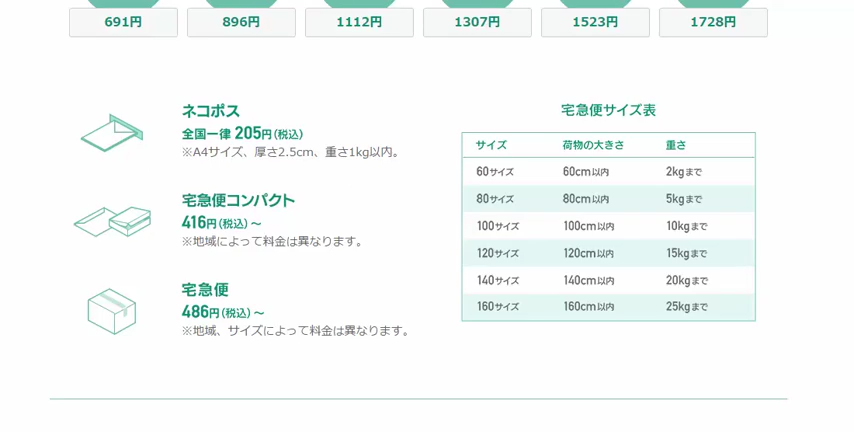 691円 896円 1112円 1307円 1523円 1728円
ネコポス
全国一律 205円（税込）
※A4サイズ、厚さ2.5cm、重さ1kg以内。
宅急便コンパクト
416円（税込）～
※地域によって料金は異なります。
宅急便
486円（税込）～
※地域、サイズによって料金は異なります。
宅急便サイズ表
サイズ 荷物の大きさ 重さ
60サイズ 60cm以内 2kgまで
80サイズ 80cm以内 5kgまで
100サイズ 100cm以内 10kgまで
120サイズ 120cm以内 15kgまで
140サイズ 140cm以内 20kgまで
160サイズ 160cm以内 25kgまで